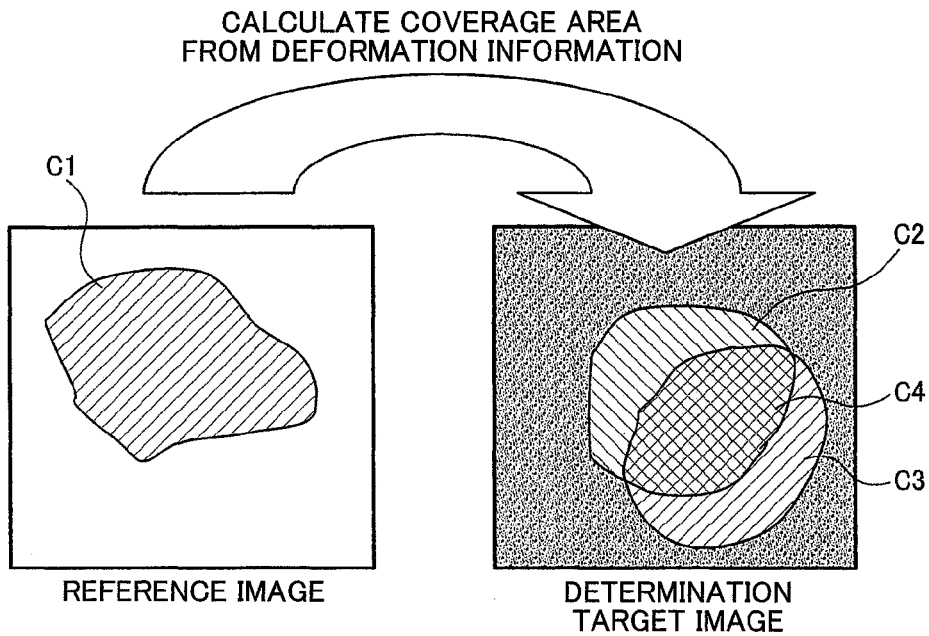 CALCULATE COVERAGE AREA
FROM DEFORMATION INFORMATION
C1
C2
C4
C3
REFERENCE IMAGE
DETERMINATION
TARGET IMAGE